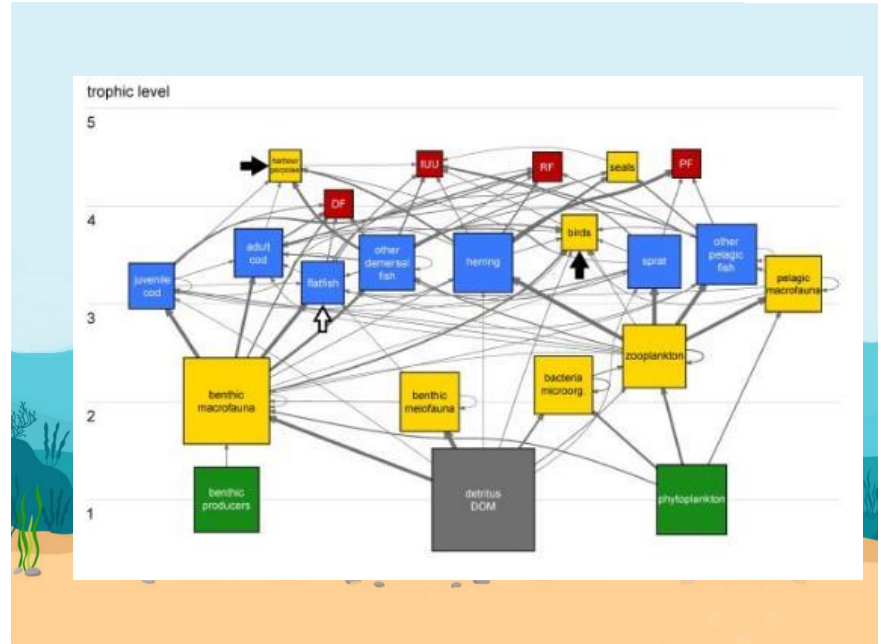 trophic level
5
harbour
porpoise
IUU
RF
seals
PF
4
DF
birds
adult
cod
other
demersal
fish
herring
sprat
other
pelagic
fish
juvenile
cod
flatfish
pelagic
macrofauna
3
zooplankton
benthic
macrofauna
benthic
meiofauna
bacteria
microorg.
2
benthic
producers
detritus
DOM
phytoplankton
1